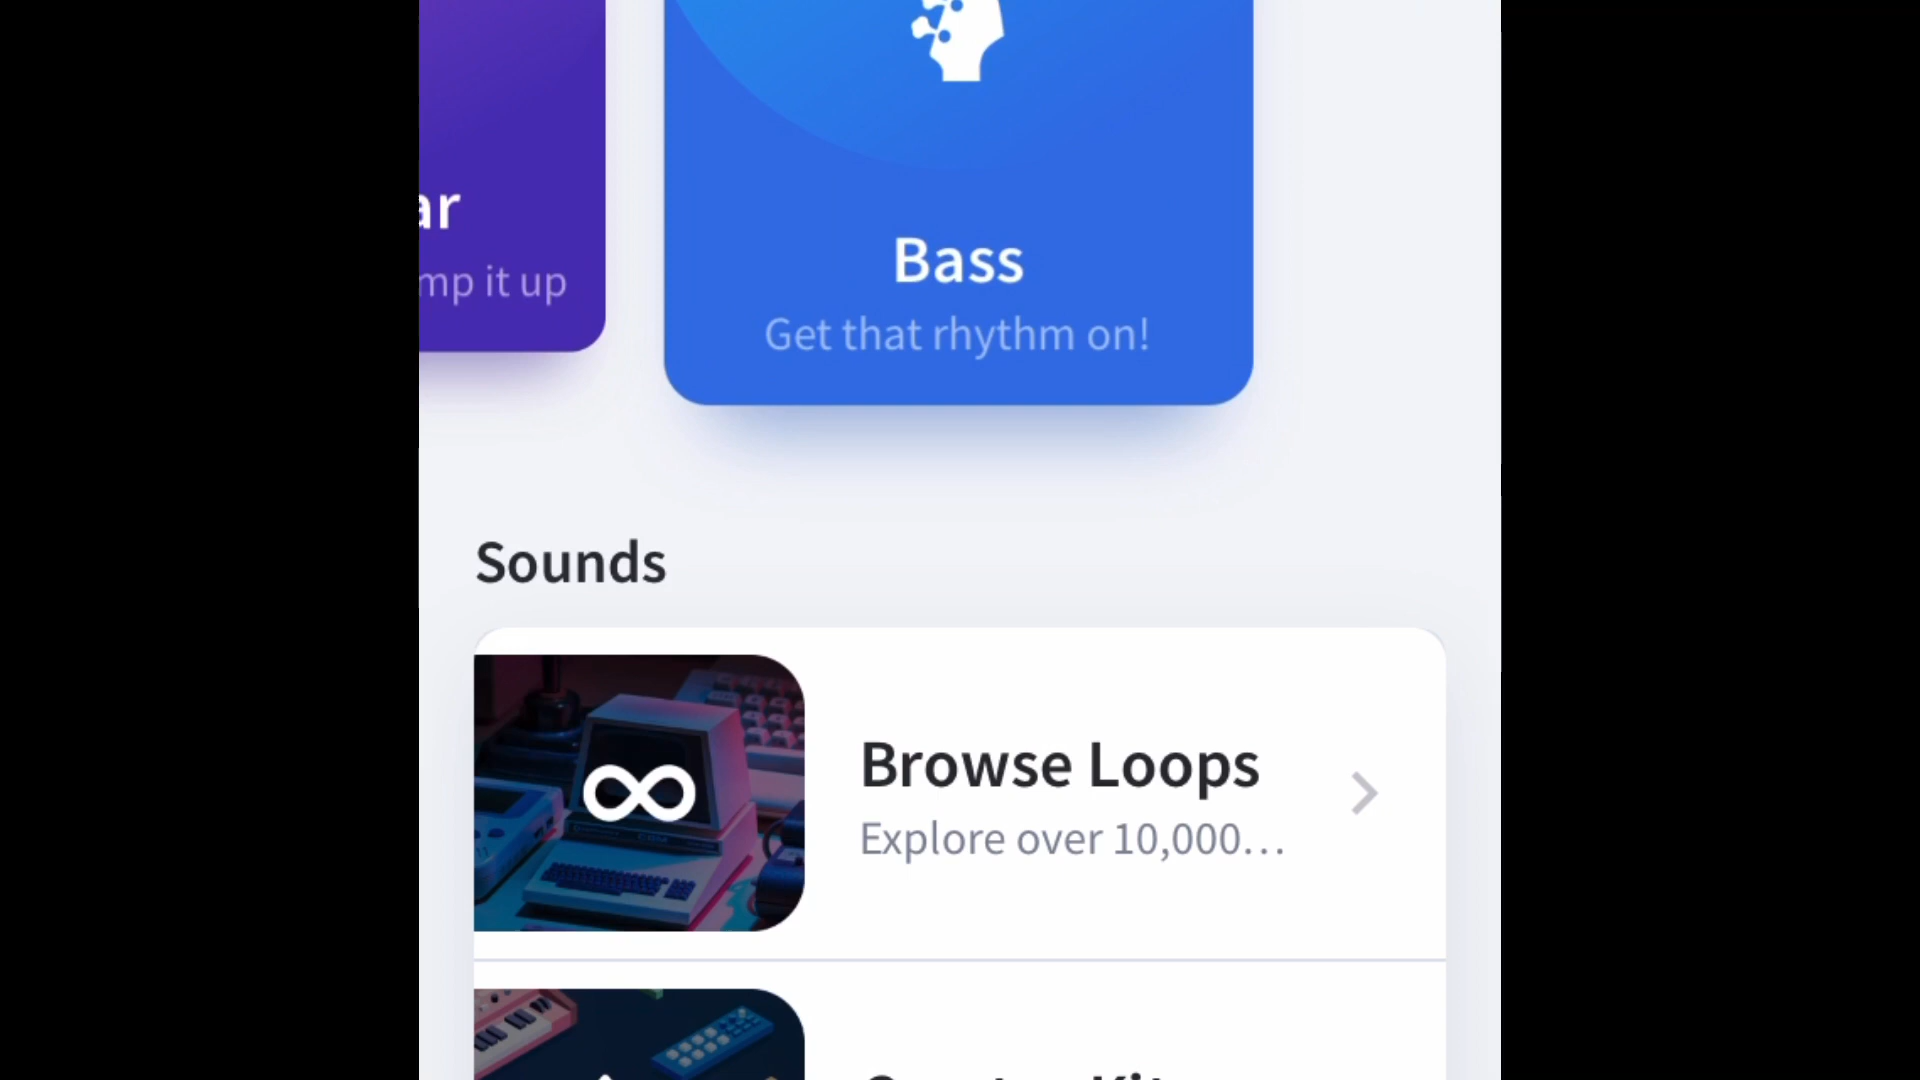 ar
mp it up
Bass
Get that rhythm on!
Sounds
Browse Loops
Explore over 10,000…